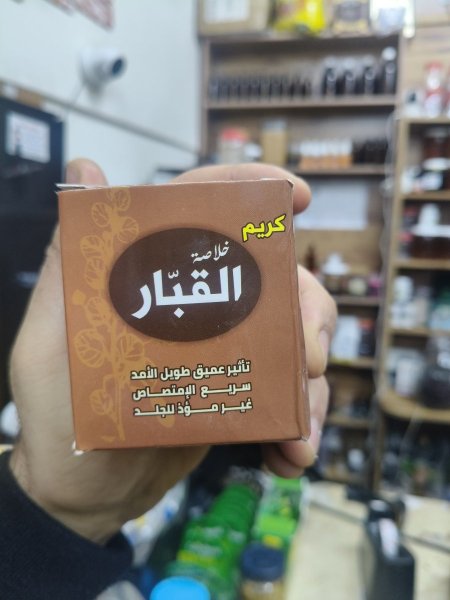 كريم
خلاصة
القبّار
تأثير عميق طويل الأمد
سريع الإمتصاص
غير مؤذ للجلد